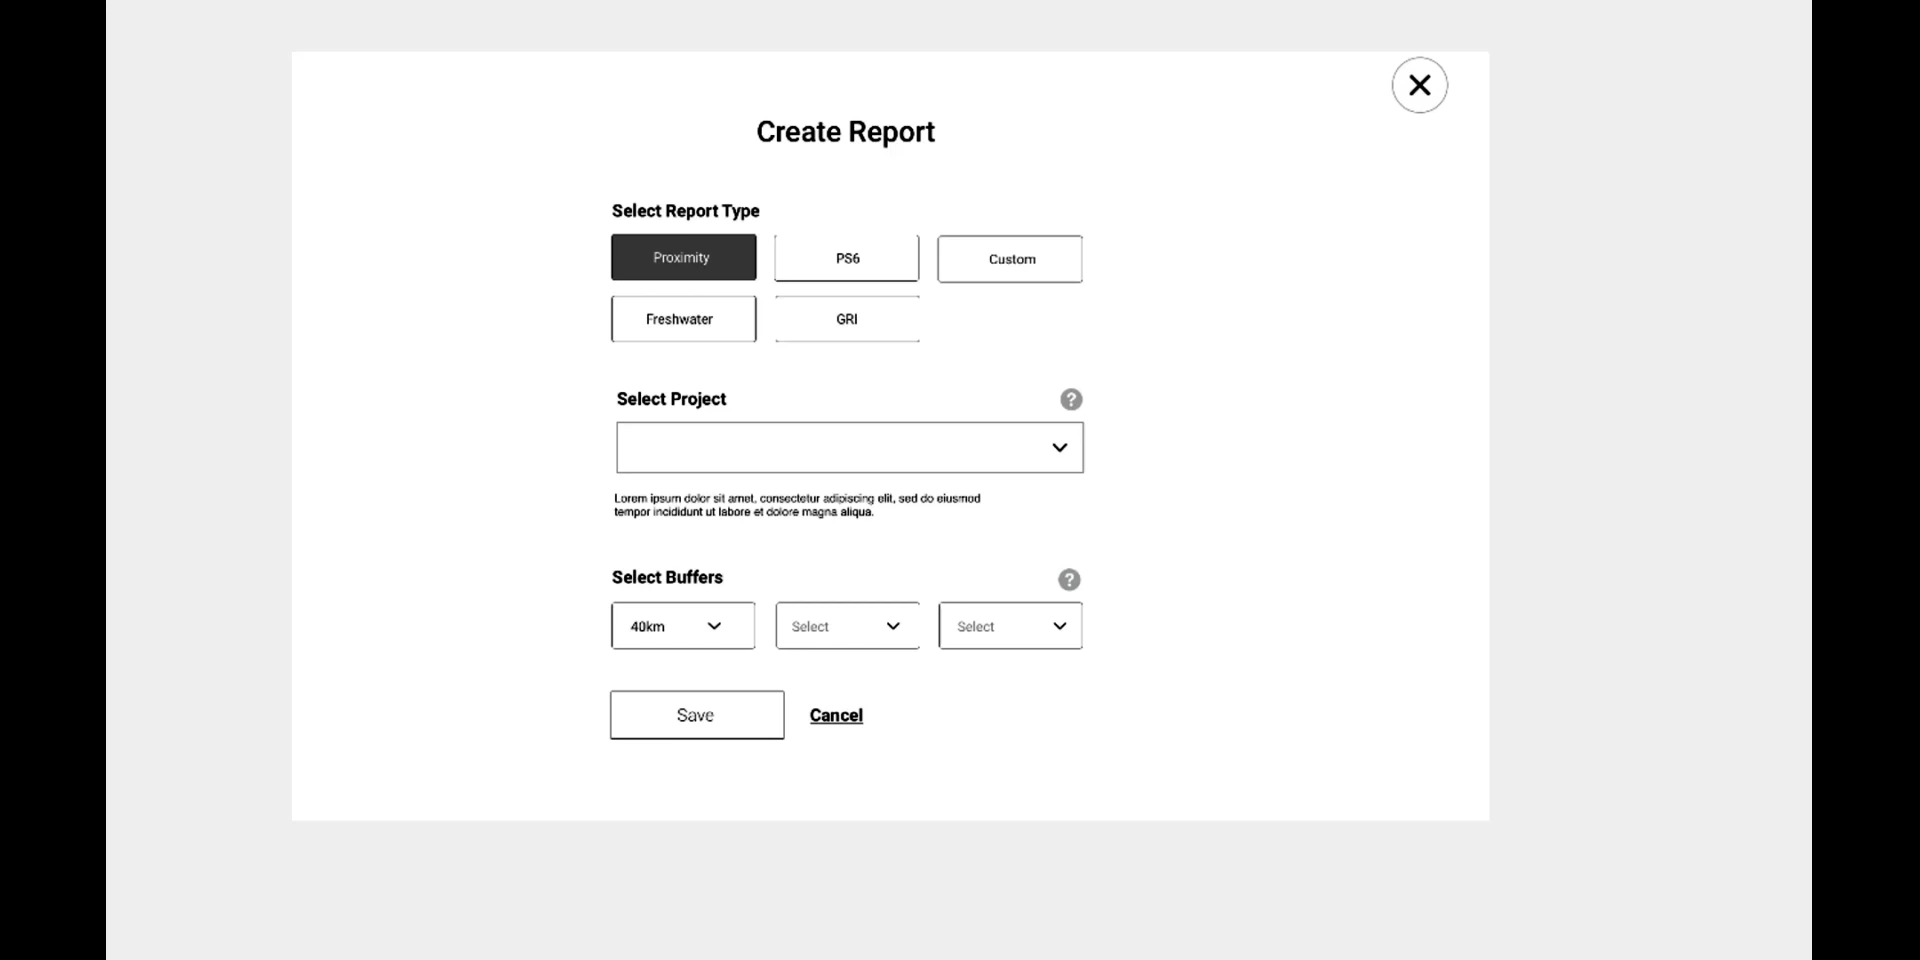 Create Report
Select Report Type
Proximity
PS6
Custom
Freshwater
GRI
Select Project
?
Lorem ipsum dolor sit amet, consectetur adipiscing elit, sed do eiusmod
tempor incididunt ut labore et dolore magna aliqua.
Select Buffers
?
40km
Select
Select
Save
Cancel